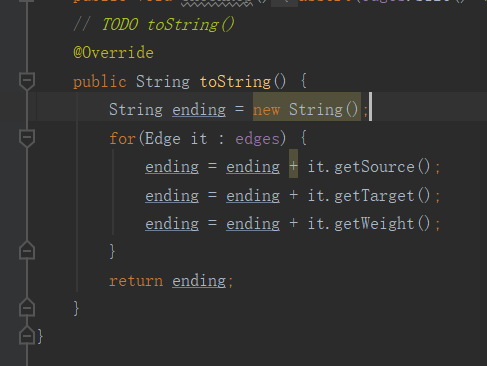 // TODO toString()
@Override
public String toString() {
String ending = new String();
for(Edge it : edges) {
ending = ending + it.getSource();
ending = ending + it.getTarget();
ending = ending + it.getWeight();
}
return ending;
}
}